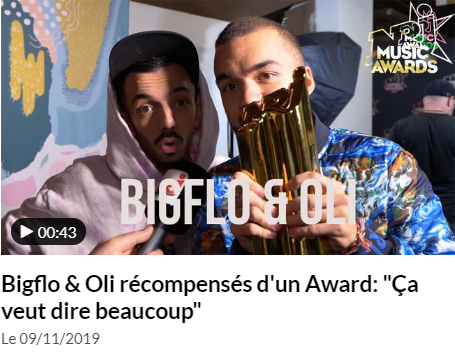 NRJ
MUSIC
AWARDS
BIGFLO & OLI
00:43
Bigflo & Oli récompensés d'un Award: "Ça
veut dire beaucoup"
Le 09/11/2019